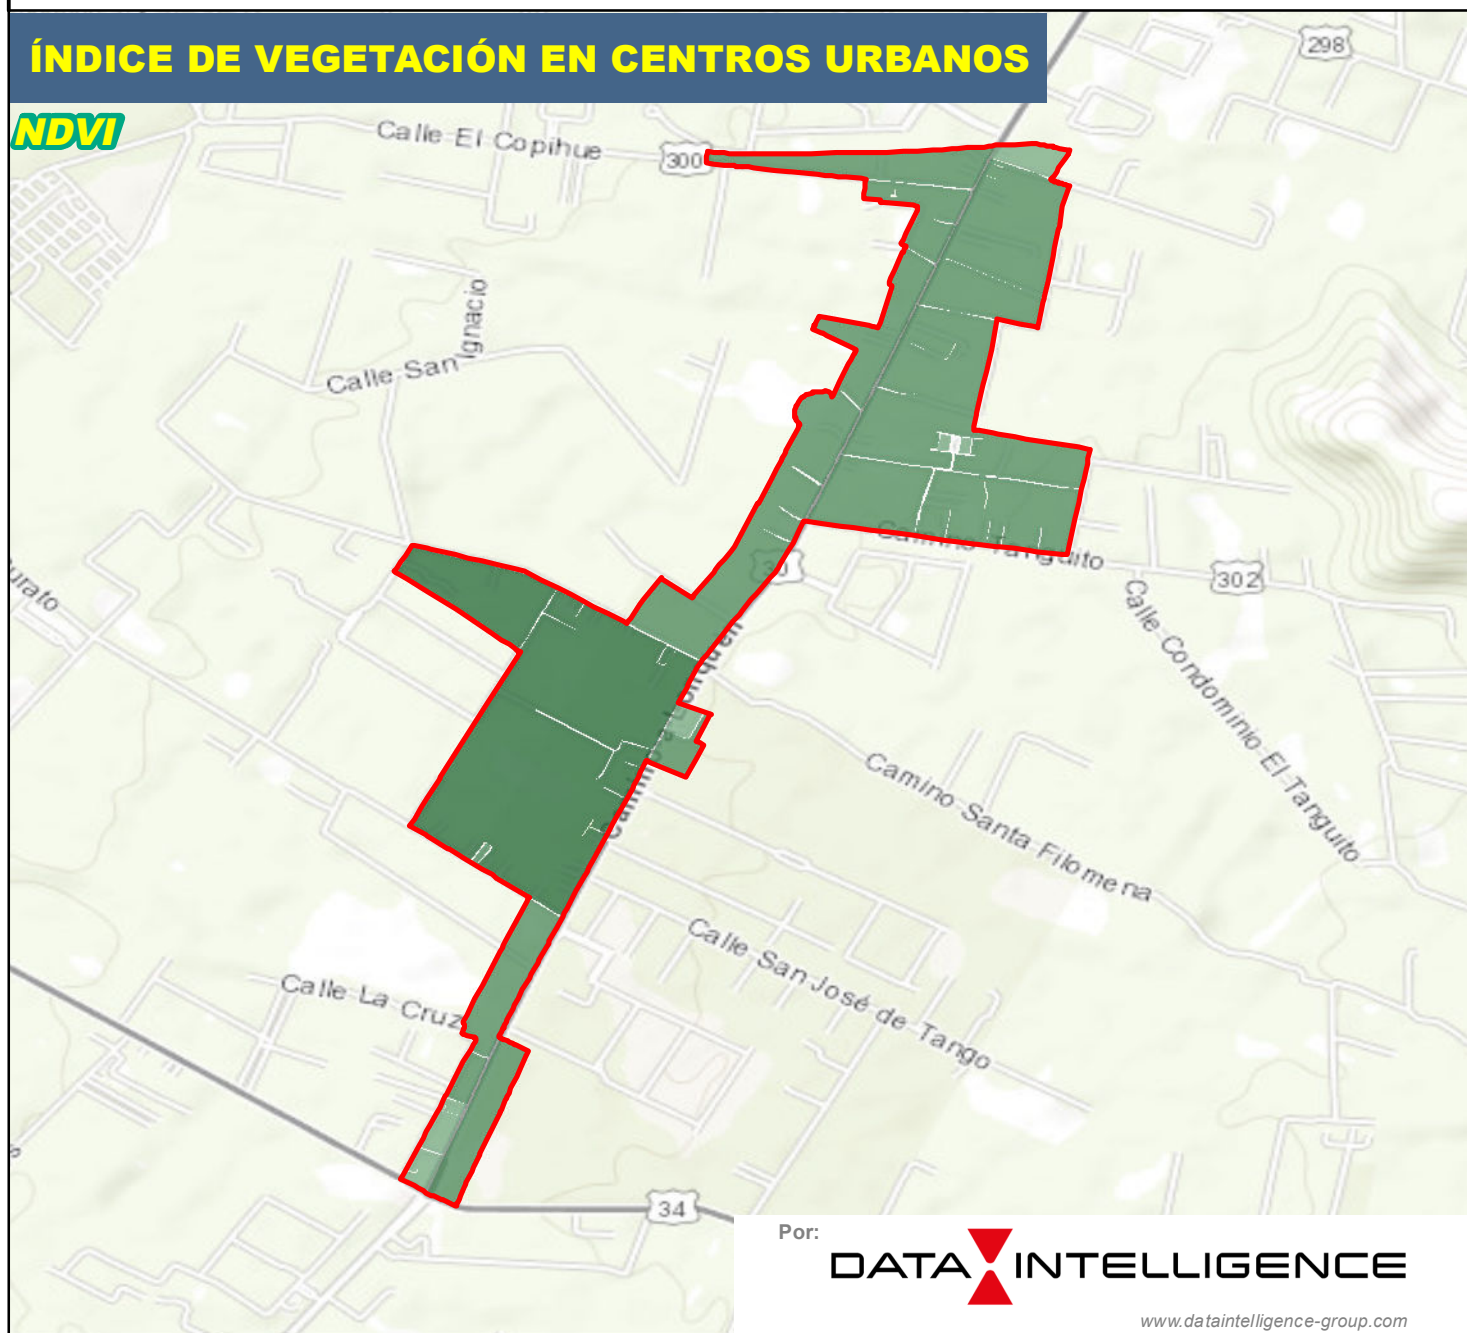 ÍNDICE DE VEGETACIÓN EN CENTROS URBANOS
NDVI
298
Calle El Copihue
300
Calle San Ignacio
Camino Tanguito
302
Calle Condominio El Tanguito
Camino Santa Filomena
Calle San José de Tango
Calle La Cruz
34
Por:
DATA INTELLIGENCE
www.dataintelligence-group.com